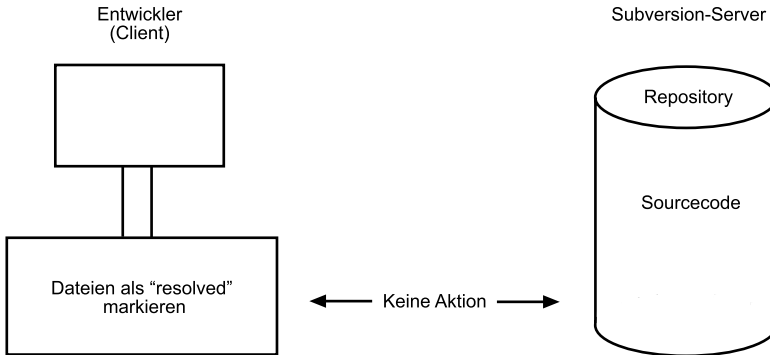 Entwickler
(Client)
Subversion-Server
Repository
Sourcecode
Dateien als “resolved”
markieren
Keine Aktion